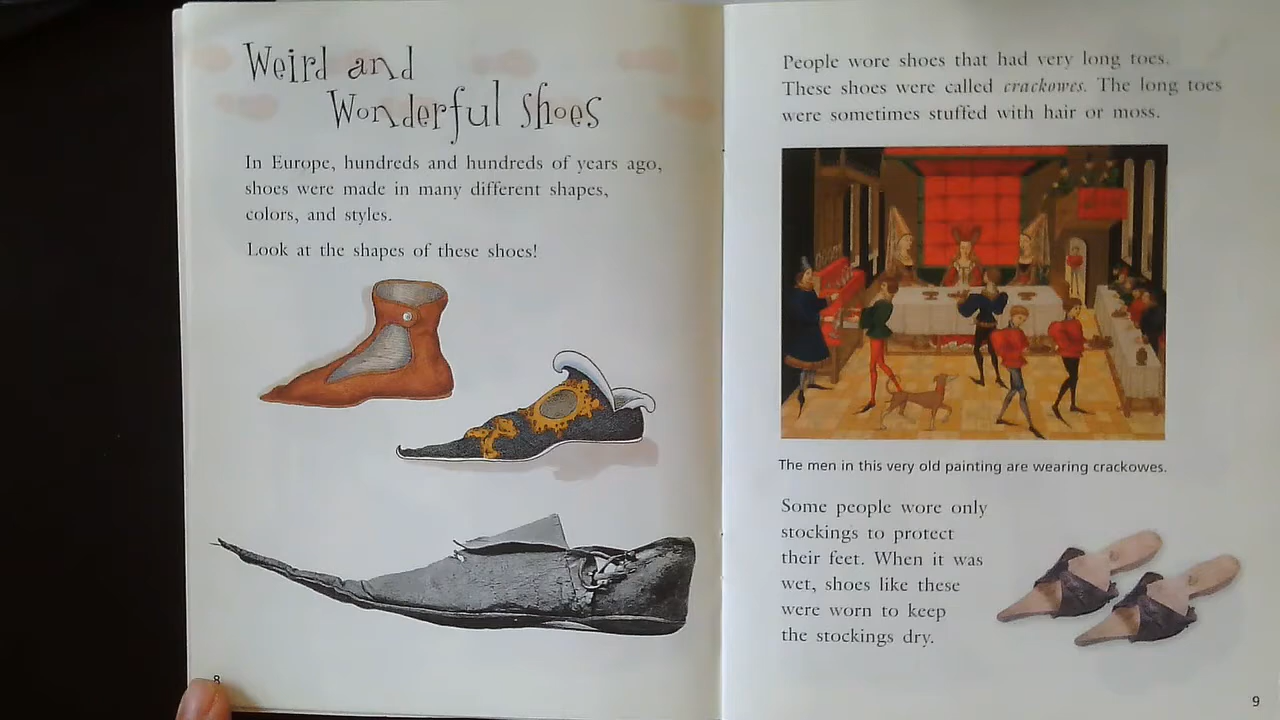 Weird and
Wonderful Shoes
In Europe, hundreds and hundreds of years ago,
shoes were made in many different shapes,
colors, and styles.
Look at the shapes of these shoes!
8
People wore shoes that had very long toes.
These shoes were called crackowes. The long toes
were sometimes stuffed with hair or moss.
The men in this very old painting are wearing crackowes.
Some people wore only
stockings to protect
their feet. When it was
wet, shoes like these
were worn to keep
the stockings dry.
9